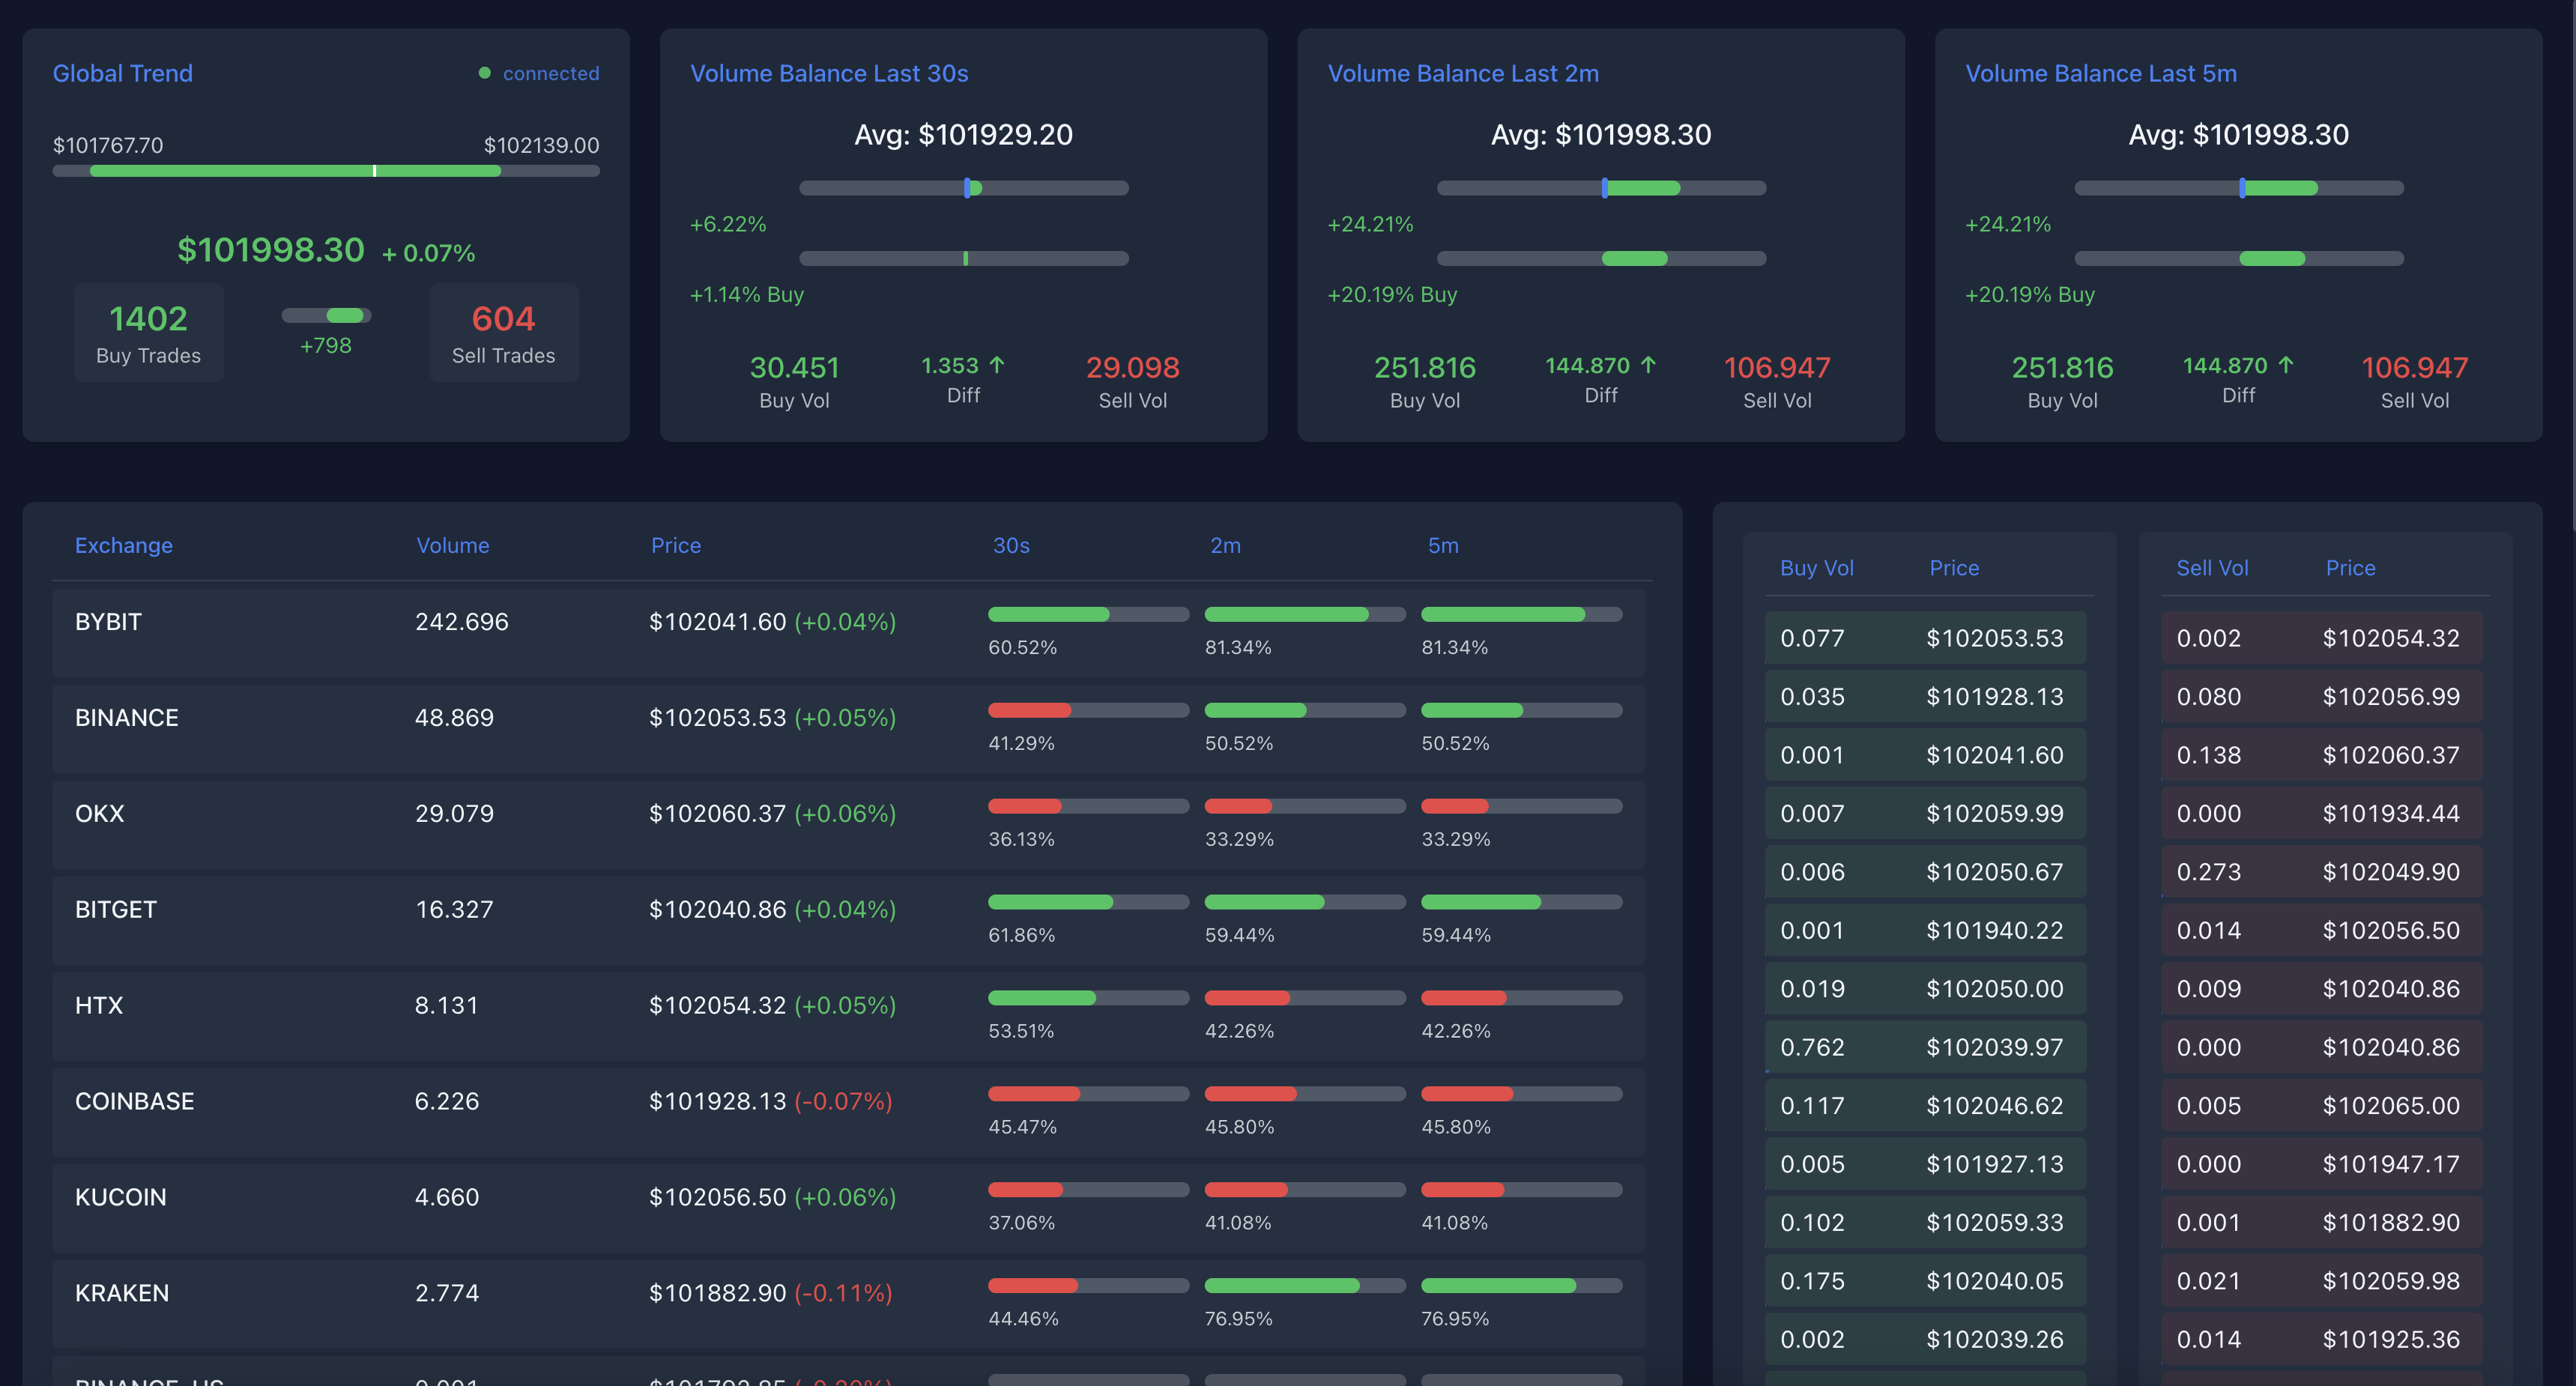 Global Trend
connected
$101767.70 $102139.00
$101998.30 + 0.07%
1402
Buy Trades
+798
604
Sell Trades
Volume Balance Last 30s
Avg: $101929.20
+6.22%
+1.14% Buy
30.451 1.353 ↑ 29.098
Buy Vol Diff Sell Vol
Volume Balance Last 2m
Avg: $101998.30
+24.21%
+20.19% Buy
251.816 144.870 ↑ 106.947
Buy Vol Diff Sell Vol
Volume Balance Last 5m
Avg: $101998.30
+24.21%
+20.19% Buy
251.816 144.870 ↑ 106.947
Buy Vol Diff Sell Vol
Exchange Volume Price 30s 2m 5m
BYBIT 242.696 $102041.60 (+0.04%)
60.52% 81.34% 81.34%
BINANCE 48.869 $102053.53 (+0.05%)
41.29% 50.52% 50.52%
OKX 29.079 $102060.37 (+0.06%)
36.13% 33.29% 33.29%
BITGET 16.327 $102040.86 (+0.04%)
61.86% 59.44% 59.44%
HTX 8.131 $102054.32 (+0.05%)
53.51% 42.26% 42.26%
COINBASE 6.226 $101928.13 (-0.07%)
45.47% 45.80% 45.80%
KUCOIN 4.660 $102056.50 (+0.06%)
37.06% 41.08% 41.08%
KRAKEN 2.774 $101882.90 (-0.11%)
44.46% 76.95% 76.95%
Buy Vol Price
0.077 $102053.53
0.035 $101928.13
0.001 $102041.60
0.007 $102059.99
0.006 $102050.67
0.001 $101940.22
0.019 $102050.00
0.762 $102039.97
0.117 $102046.62
0.005 $101927.13
0.102 $102059.33
0.175 $102040.05
0.002 $102039.26
Sell Vol Price
0.002 $102054.32
0.080 $102056.99
0.138 $102060.37
0.000 $101934.44
0.273 $102049.90
0.014 $102056.50
0.009 $102040.86
0.000 $102040.86
0.005 $102065.00
0.000 $101947.17
0.001 $101882.90
0.021 $102059.98
0.014 $101925.36